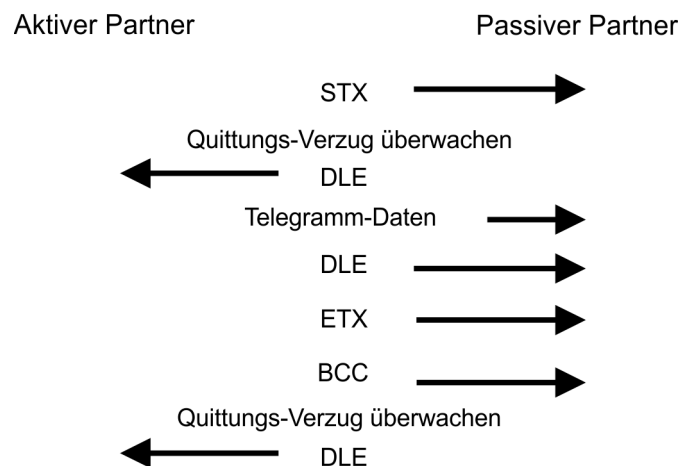 Aktiver Partner Passiver Partner
STX
Quittungs-Verzug überwachen
DLE
Telegramm-Daten
DLE
ETX
BCC
Quittungs-Verzug überwachen
DLE